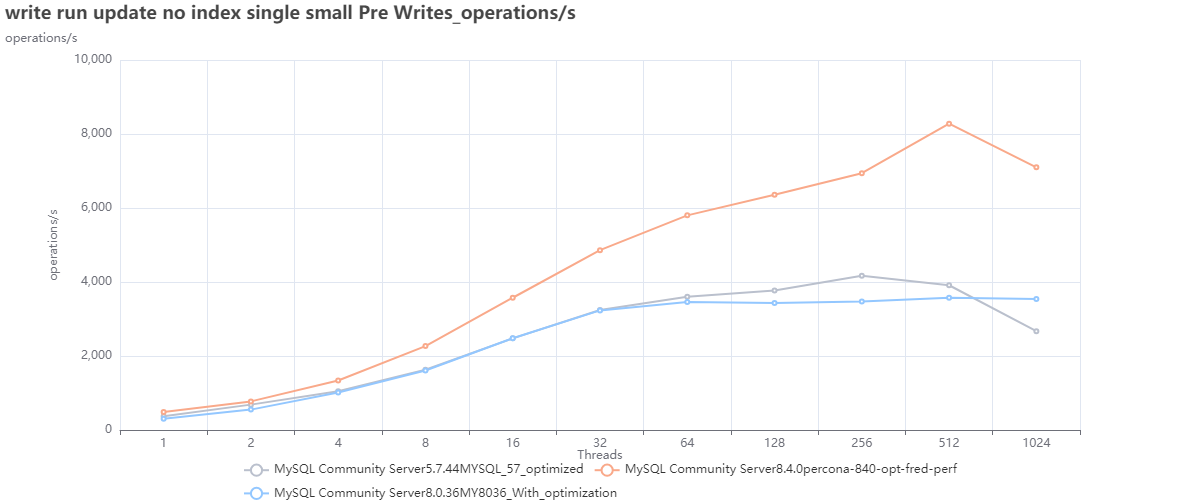 write run update no index single small Pre Writes_operations/s
operations/s
10,000
8,000
6,000
4,000
2,000
0
operations/s
1 2 4 8 16 32 64 128 256 512 1024
Threads
MySQL Community Server5.7.44MYSQL_57_optimized MySQL Community Server8.4.0percona-840-opt-fred-perf
MySQL Community Server8.0.36MY8036_With_optimization